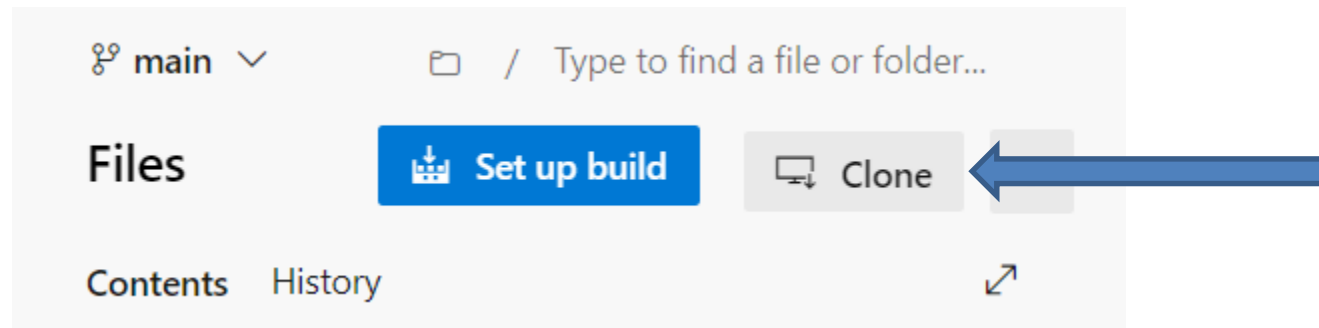 main / Type to find a file or folder...
Files Set up build Clone
Contents History